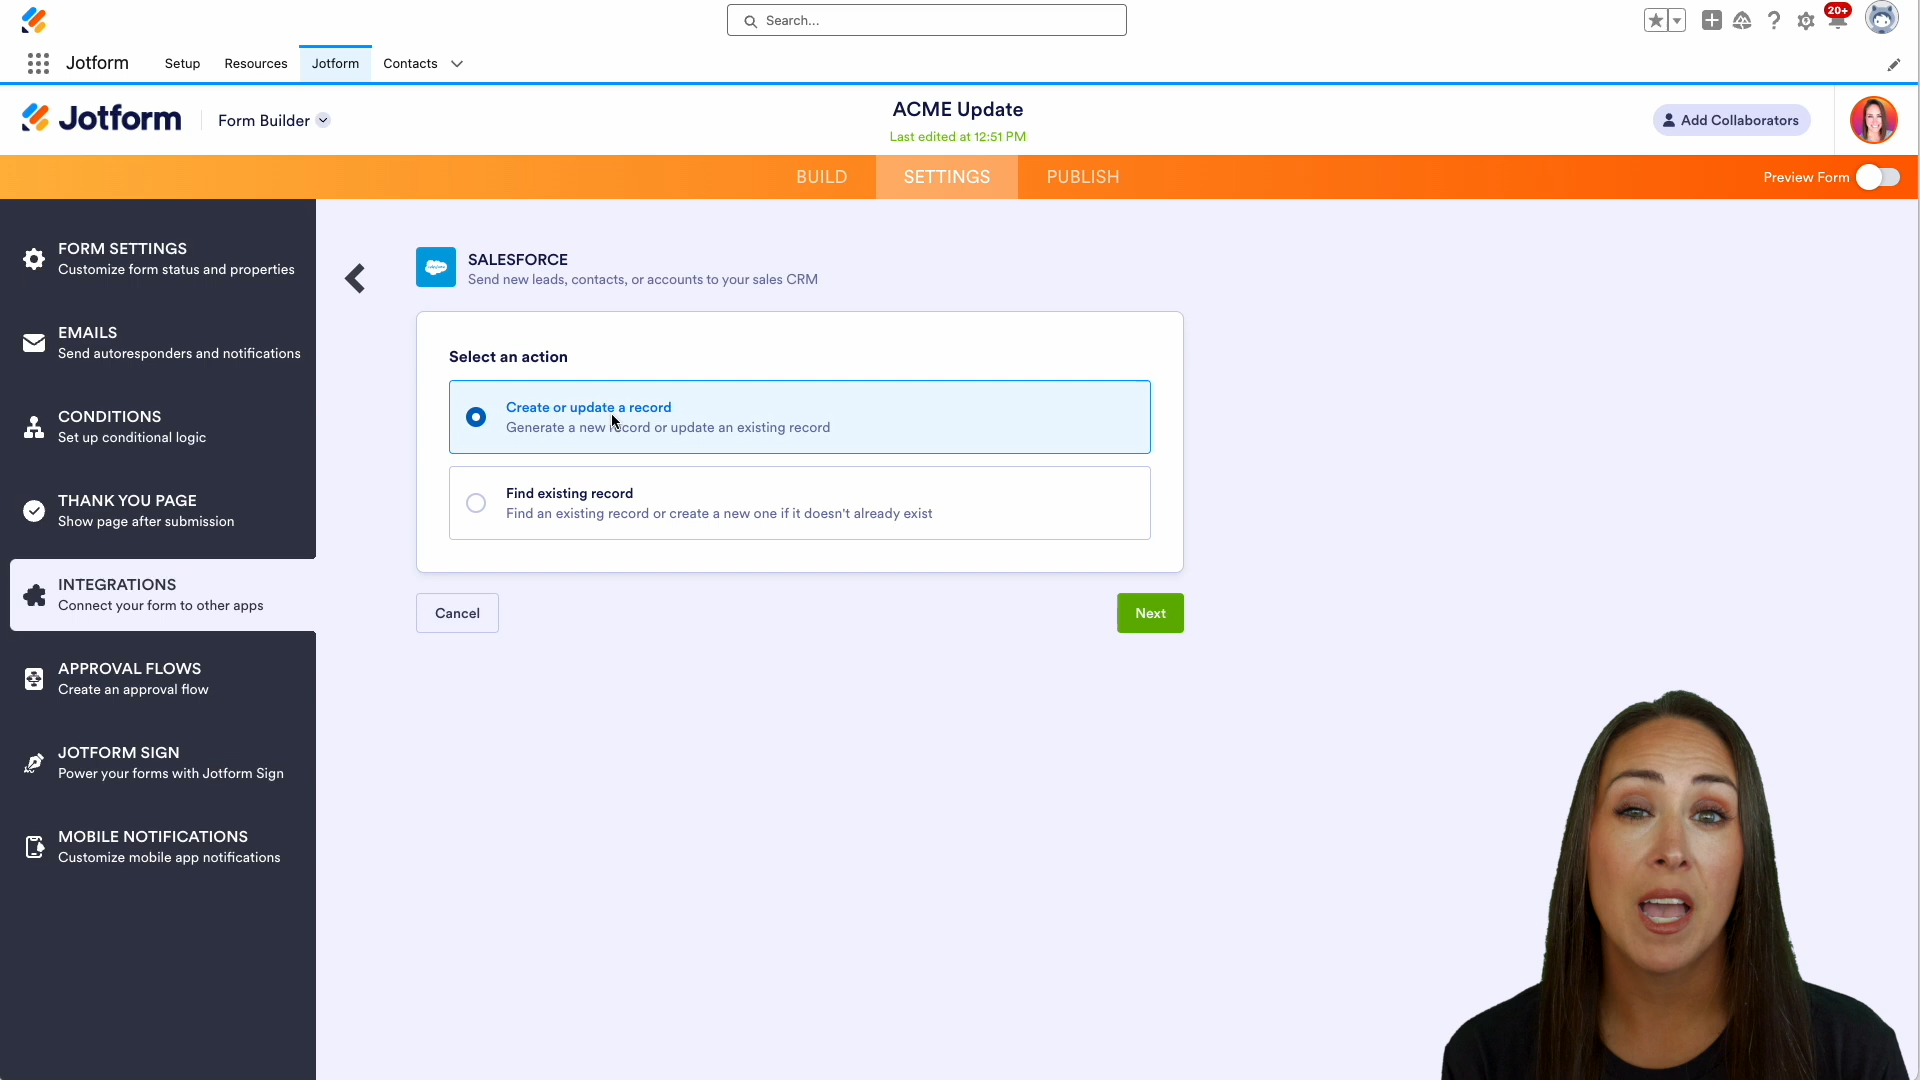 Search...
20+
Jotform
Setup
Resources
Jotform
Contacts
Jotform
Form Builder
ACME Update
Last edited at 12:51 PM
Add Collaborators
BUILD
SETTINGS
PUBLISH
Preview Form
FORM SETTINGS
Customize form status and properties
EMAILS
Send autoresponders and notifications
CONDITIONS
Set up conditional logic
THANK YOU PAGE
Show page after submission
INTEGRATIONS
Connect your form to other apps
APPROVAL FLOWS
Create an approval flow
JOTFORM SIGN
Power your forms with Jotform Sign
MOBILE NOTIFICATIONS
Customize mobile app notifications
salesforce
SALESFORCE
Send new leads, contacts, or accounts to your sales CRM
Select an action
Create or update a record
Generate a new record or update an existing record
Find existing record
Find an existing record or create a new one if it doesn't already exist
Cancel
Next